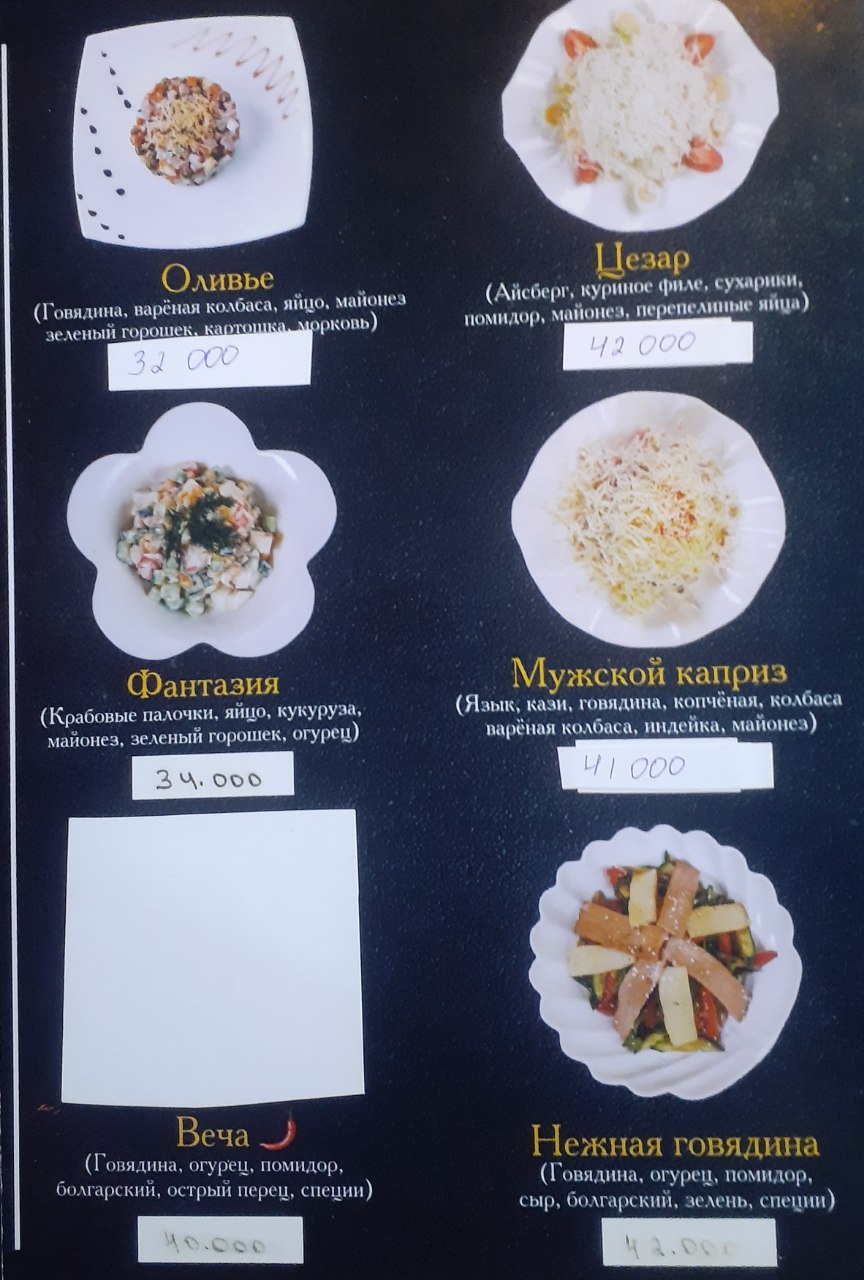 Оливье
(Говядина, варёная колбаса, яйцо, майонез
зеленый горошек, картошка, морковь)
32 000
Цезар
(Айсберг, куриное филе, сухарики,
помидор, майонез, перепелиные яйца)
42 000
Фантазия
(Крабовые палочки, яйцо, кукуруза,
майонез, зеленый горошек, огурец)
34.000
Мужской каприз
(Язык, кази, говядина, копчёная, колбаса
варёная колбаса, индейка, майонез)
41 000
Веча
(Говядина, огурец, помидор,
болгарский, острый перец, специи)
40.000
Нежная говядина
(Говядина, огурец, помидор,
сыр, болгарский, зелень, специи)
42.000